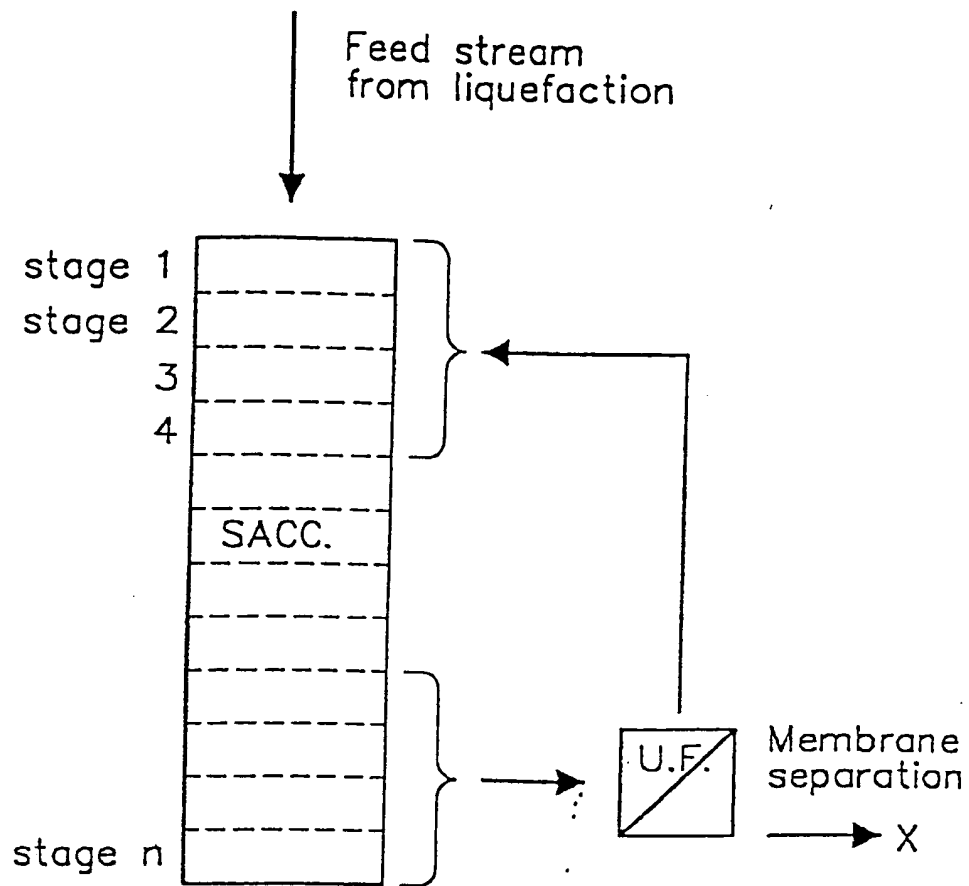 Feed stream
from liquefaction
stage 1
stage 2
3
4
SACC.
U.F.
Membrane
separation
X
stage n